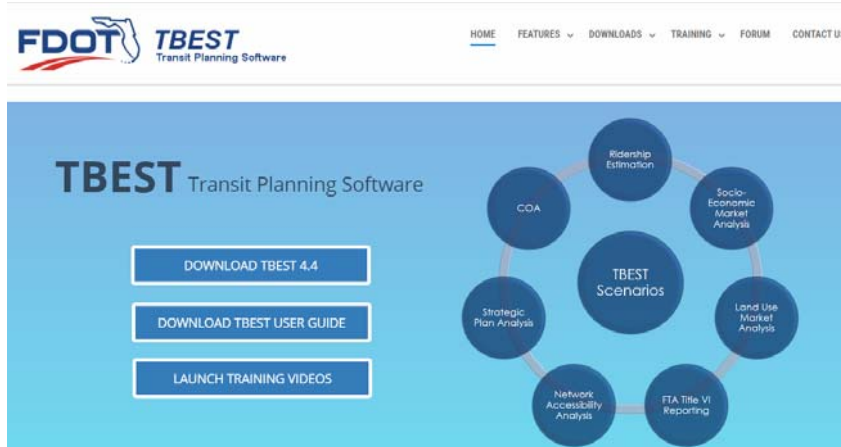 FDOT
TBEST
Transit Planning Software
HOME FEATURES DOWNLOADS TRAINING FORUM CONTACT U
TBEST Transit Planning Software
DOWNLOAD TBEST 4.4
DOWNLOAD TBEST USER GUIDE
LAUNCH TRAINING VIDEOS
Ridership
Estimation
Socio-
Economic
Market
Analysis
Land Use
Market
Analysis
FTA Title VI
Reporting
Network
Accessibility
Analysis
Strategic
Plan Analysis
COA
TBEST
Scenarios